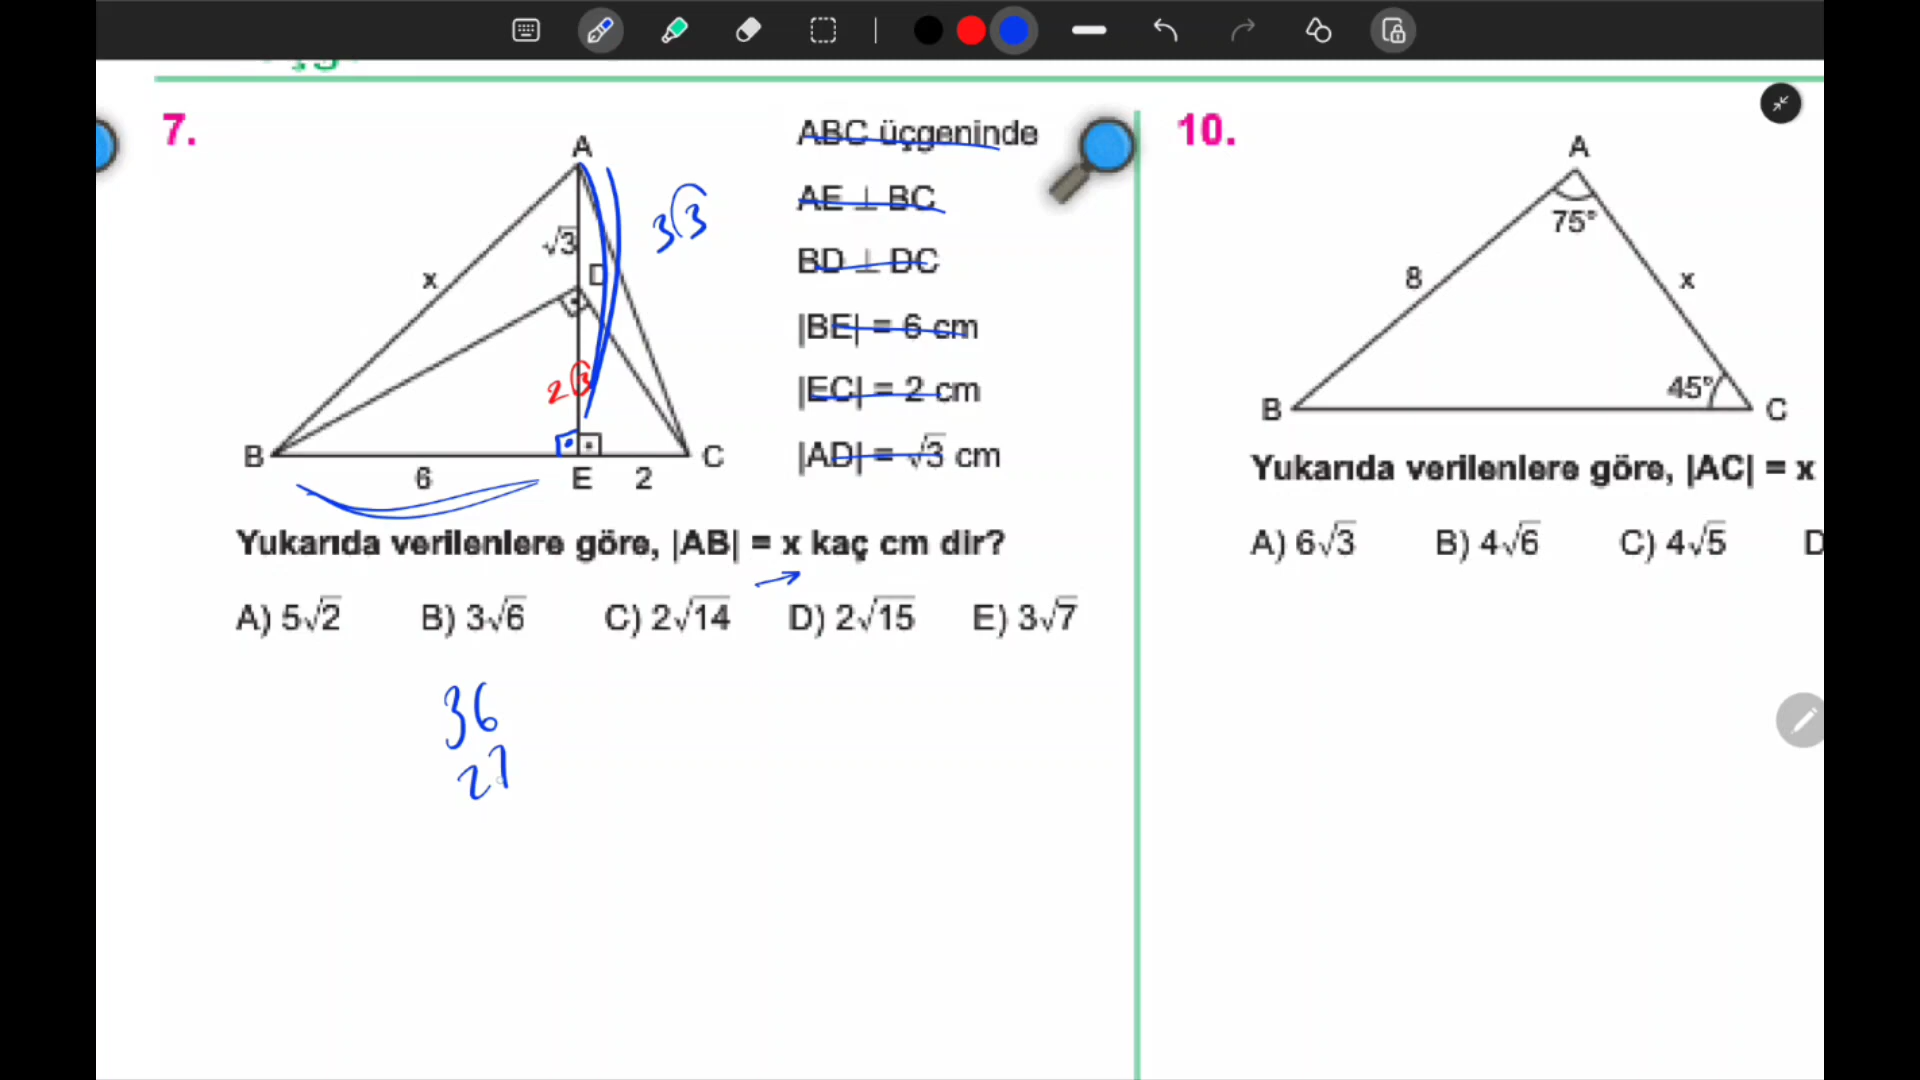 7.
A
√3
3√3
x
D
2√3
B
6
E
2
C
ABC üçgeninde
AE ⊥ BC
BD ⊥ DC
|BE| = 6 cm
|EC| = 2 cm
|AD| = √3 cm
Yukarıda verilenlere göre, |AB| = x kaç cm dir?
A) 5√2 B) 3√6 C) 2√14 D) 2√15 E) 3√7
36
27
10.
A
75°
8
x
45°
B
C
Yukarıda verilenlere göre, |AC| = x
A) 6√3 B) 4√6 C) 4√5 D